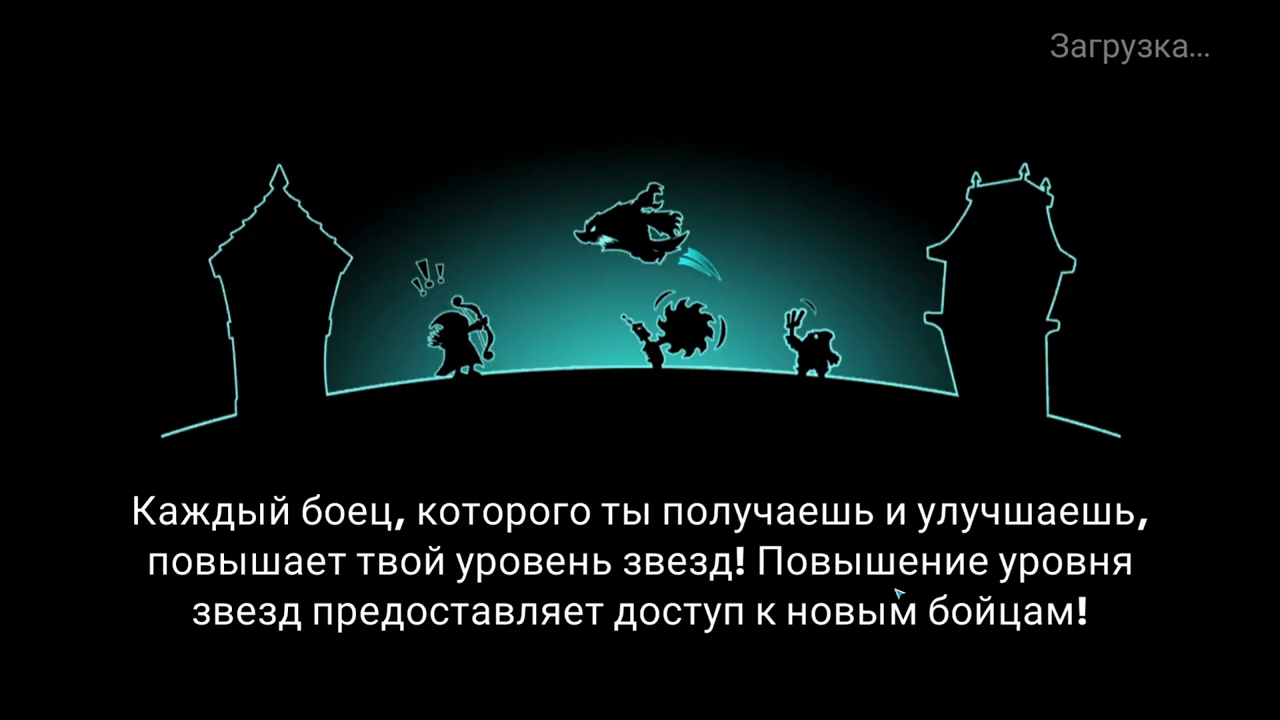 Загрузка...
Каждый боец, которого ты получаешь и улучшаешь,
повышает твой уровень звезд! Повышение уровня
звезд предоставляет доступ к новым бойцам!